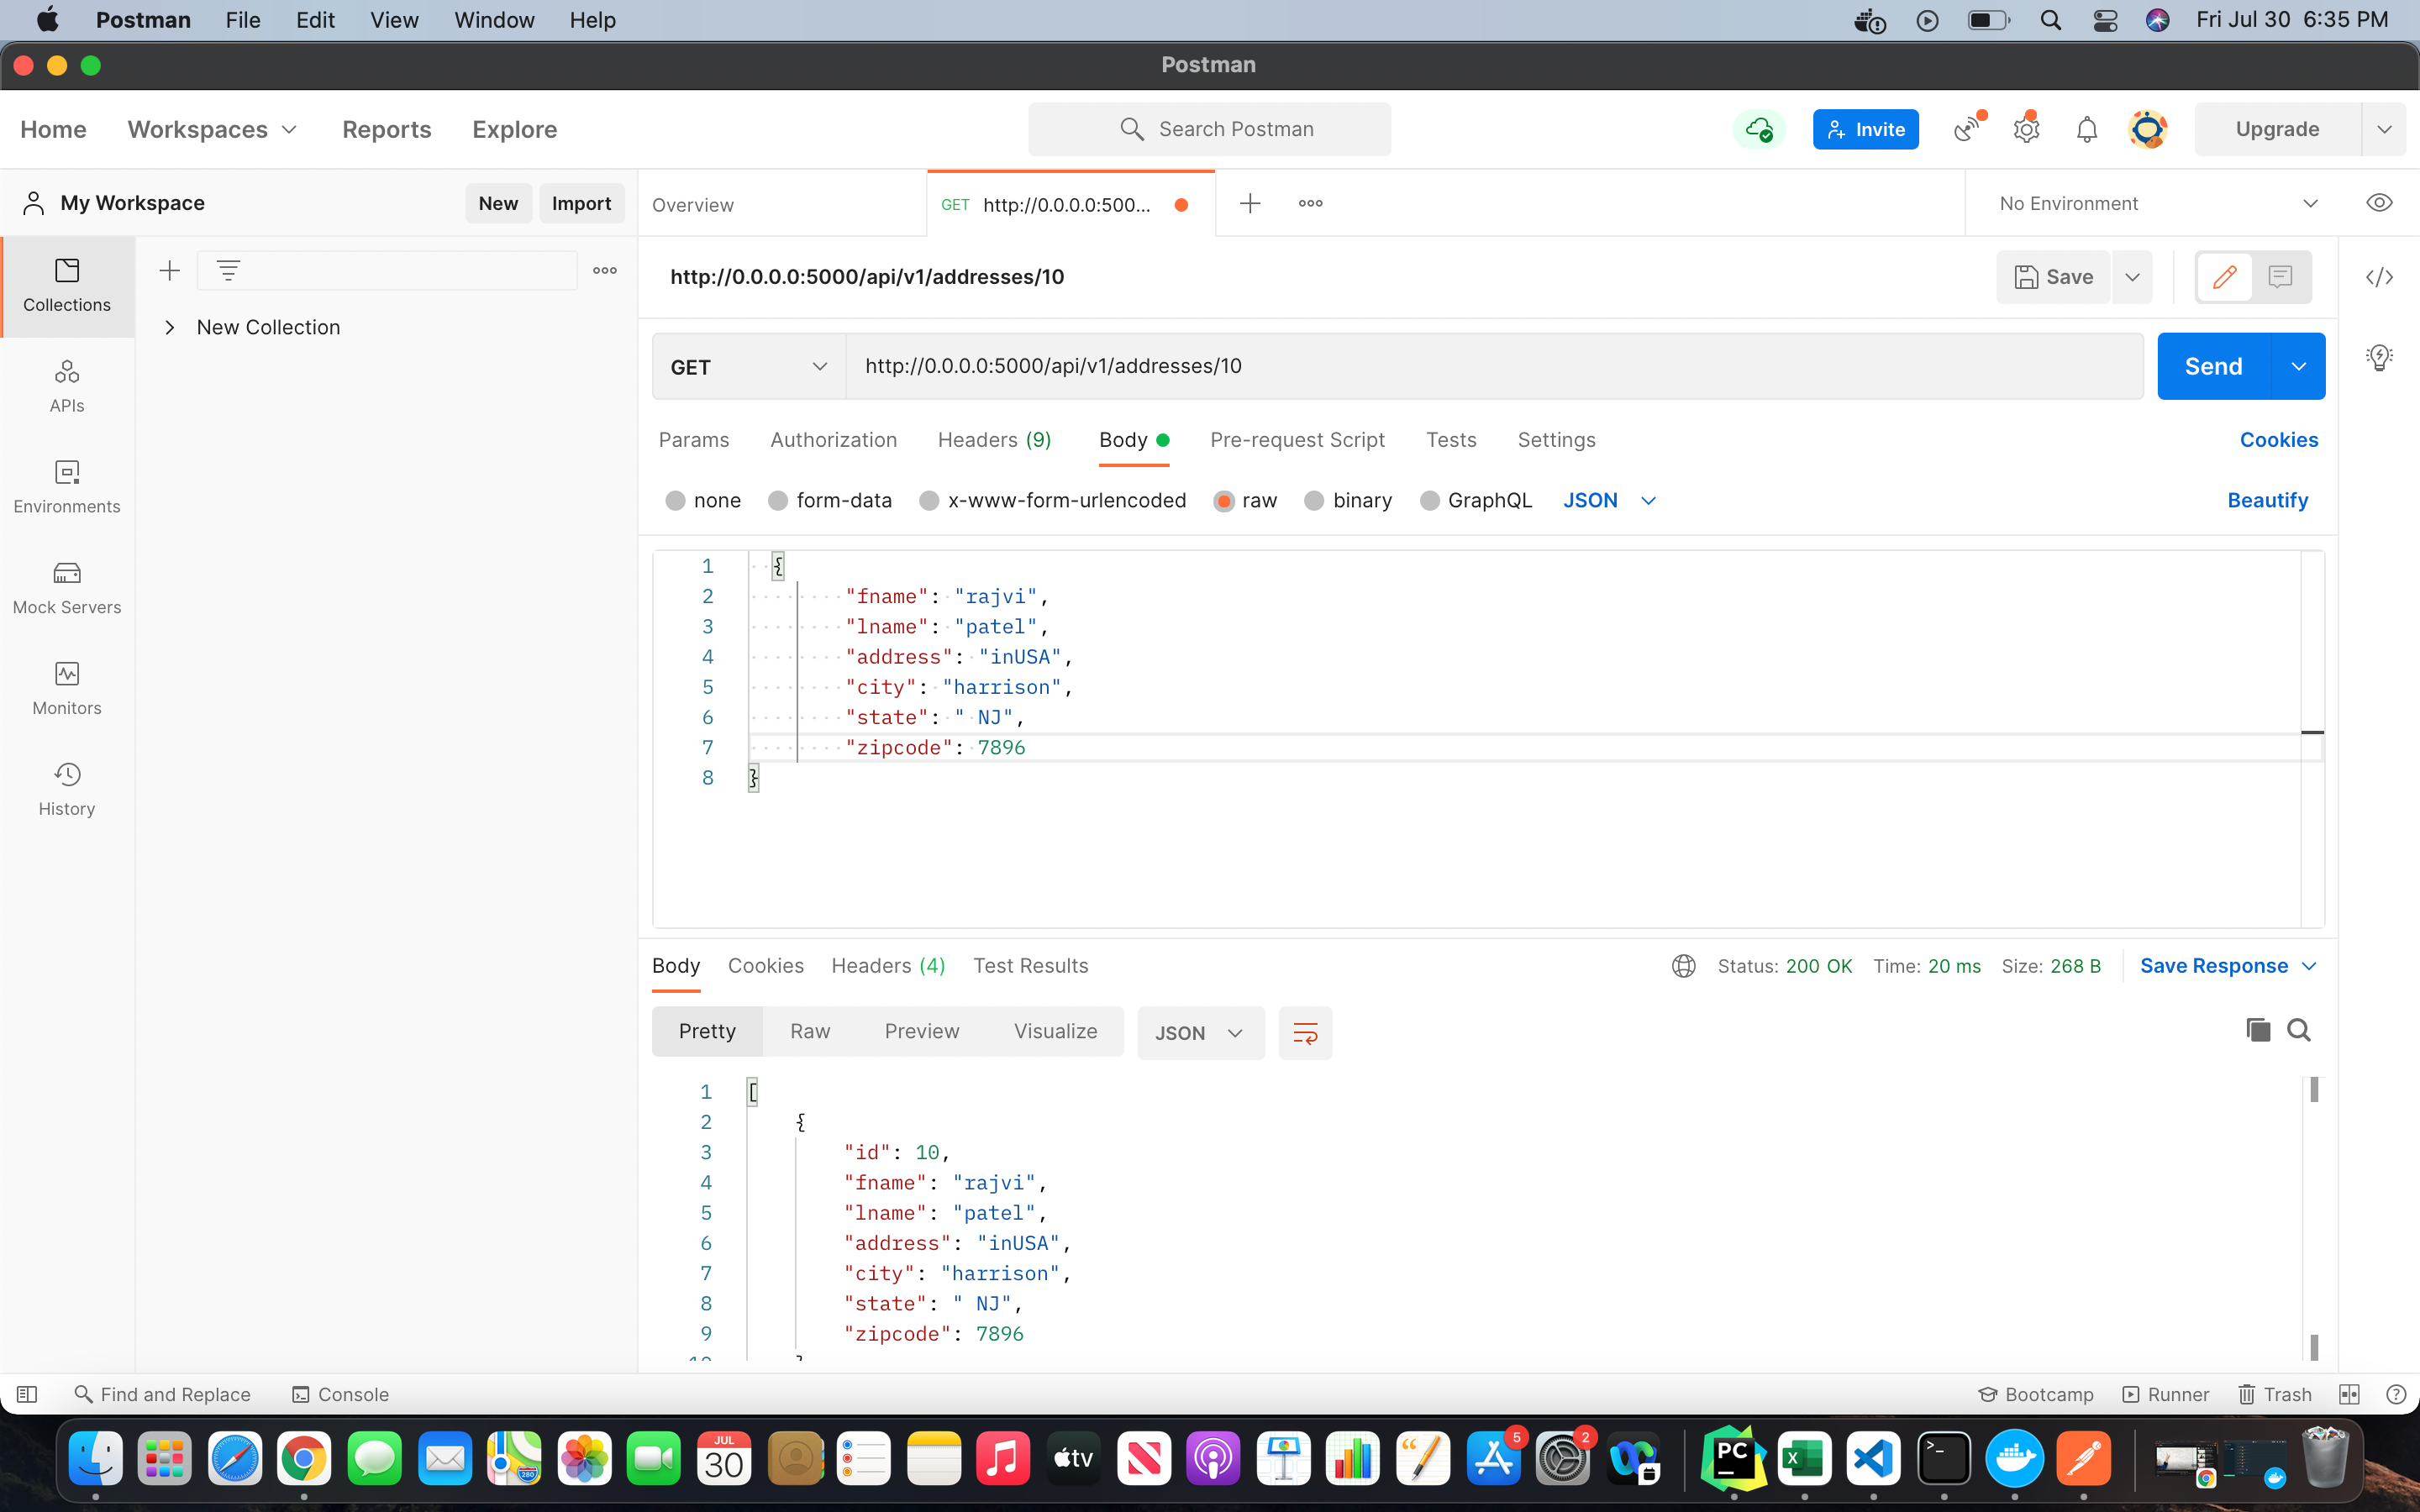 Postman File Edit View Window Help Fri Jul 30 6:35 PM
Postman
Home Workspaces Reports Explore Search Postman Invite Upgrade
My Workspace New Import Overview GET http://0.0.0.0:500... No Environment
Collections
New Collection
APIs
Environments
Mock Servers
Monitors
History
http://0.0.0.0:5000/api/v1/addresses/10 Save
GET http://0.0.0.0:5000/api/v1/addresses/10 Send
Params Authorization Headers (9) Body Pre-request Script Tests Settings Cookies
none form-data x-www-form-urlencoded raw binary GraphQL JSON Beautify
1 {
2 "fname": "rajvi",
3 "lname": "patel",
4 "address": "inUSA",
5 "city": "harrison",
6 "state": " NJ",
7 "zipcode": 7896
8 }
Body Cookies Headers (4) Test Results Status: 200 OK Time: 20 ms Size: 268 B Save Response
Pretty Raw Preview Visualize JSON
1 [
2 {
3 "id": 10,
4 "fname": "rajvi",
5 "lname": "patel",
6 "address": "inUSA",
7 "city": "harrison",
8 "state": " NJ",
9 "zipcode": 7896
Find and Replace Console Bootcamp Runner Trash
280 JUL 30 tv 5 2 PC X >_